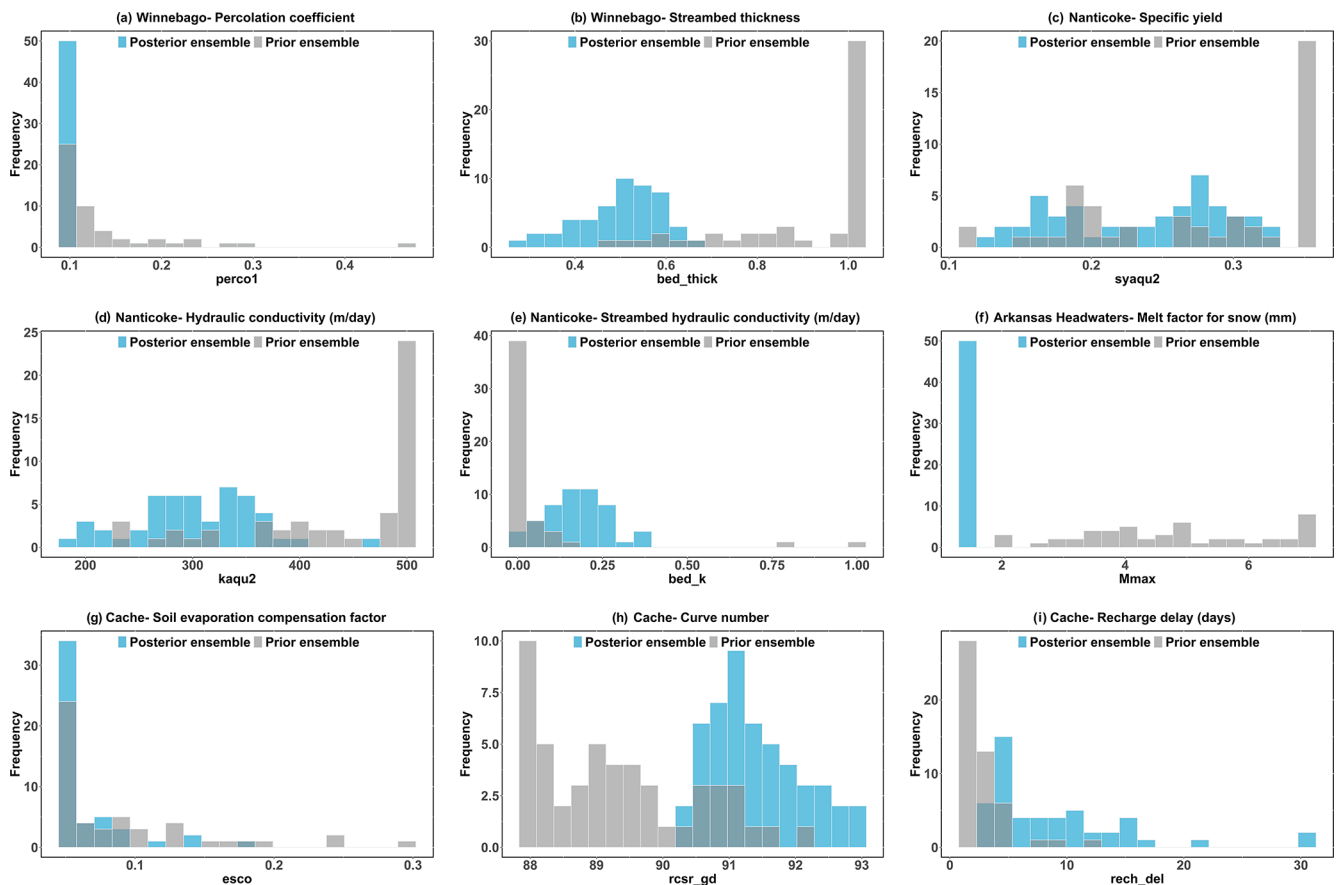 (a) Winnebago- Percolation coefficient
Posterior ensemble Prior ensemble
Frequency
50
40
30
20
10
0
0.1 0.2 0.3 0.4
perco1
(b) Winnebago- Streambed thickness
Posterior ensemble Prior ensemble
Frequency
30
20
10
0
0.4 0.6 0.8 1.0
bed_thick
(c) Nanticoke- Specific yield
Posterior ensemble Prior ensemble
Frequency
20
15
10
5
0
0.1 0.2 0.3
syaqu2
(d) Nanticoke- Hydraulic conductivity (m/day)
Posterior ensemble Prior ensemble
Frequency
25
20
15
10
5
0
200 300 400 500
kaqu2
(e) Nanticoke- Streambed hydraulic conductivity (m/day)
Posterior ensemble Prior ensemble
Frequency
40
30
20
10
0
0.00 0.25 0.50 0.75 1.00
bed_k
(f) Arkansas Headwaters- Melt factor for snow (mm)
Posterior ensemble Prior ensemble
Frequency
50
40
30
20
10
0
2 4 6
Mmax
(g) Cache- Soil evaporation compensation factor
Posterior ensemble Prior ensemble
Frequency
30
20
10
0
0.1 0.2 0.3
esco
(h) Cache- Curve number
Posterior ensemble Prior ensemble
Frequency
10.0
7.5
5.0
2.5
0.0
88 89 90 91 92 93
rcsr_gd
(i) Cache- Recharge delay (days)
Posterior ensemble Prior ensemble
Frequency
20
10
0
0 10 20 30
rech_del